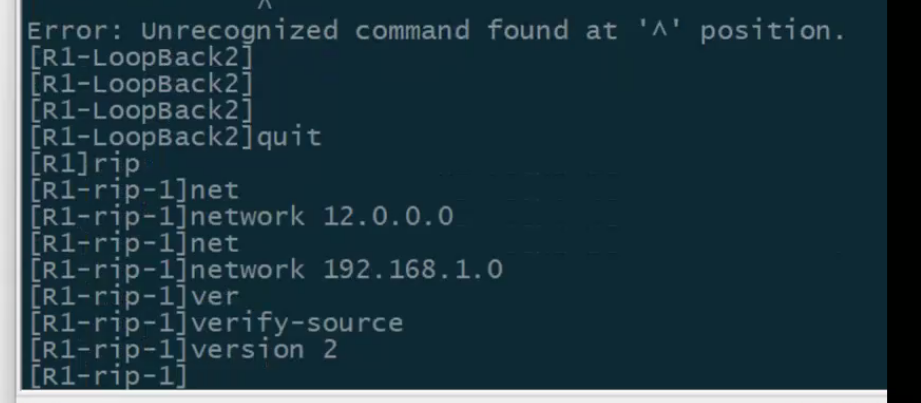 ^
Error: Unrecognized command found at '^' position.
[R1-LoopBack2]
[R1-LoopBack2]
[R1-LoopBack2]
[R1-LoopBack2]quit
[R1]rip
[R1-rip-1]net
[R1-rip-1]network 12.0.0.0
[R1-rip-1]net
[R1-rip-1]network 192.168.1.0
[R1-rip-1]ver
[R1-rip-1]verify-source
[R1-rip-1]version 2
[R1-rip-1]